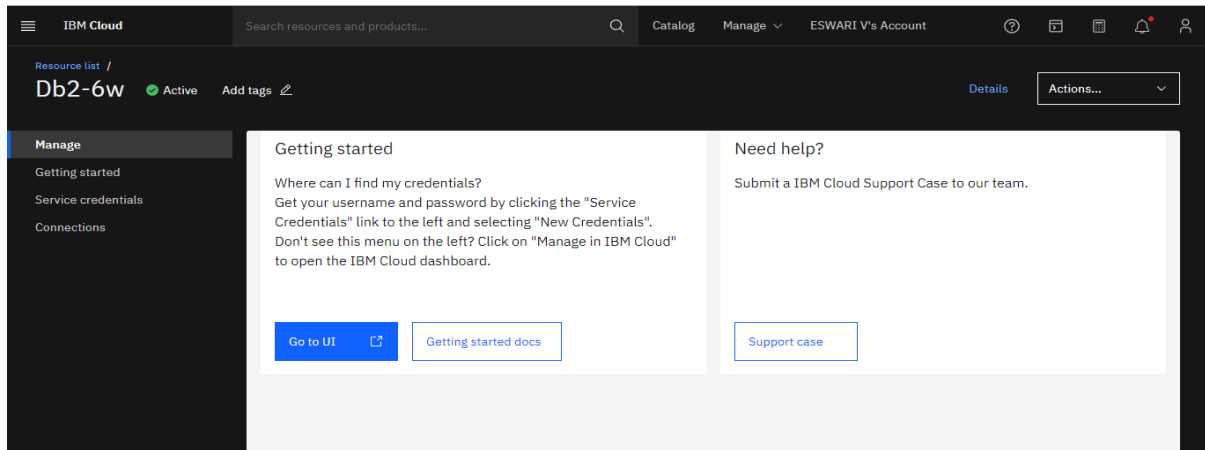 IBM Cloud
Search resources and products...
Catalog
Manage
ESWARI V's Account
Resource list /
Db2-6w
Active
Add tags
Details
Actions...
Manage
Getting started
Service credentials
Connections
Getting started
Where can I find my credentials?
Get your username and password by clicking the "Service
Credentials" link to the left and selecting "New Credentials".
Don't see this menu on the left? Click on "Manage in IBM Cloud"
to open the IBM Cloud dashboard.
Go to UI
Getting started docs
Need help?
Submit a IBM Cloud Support Case to our team.
Support case